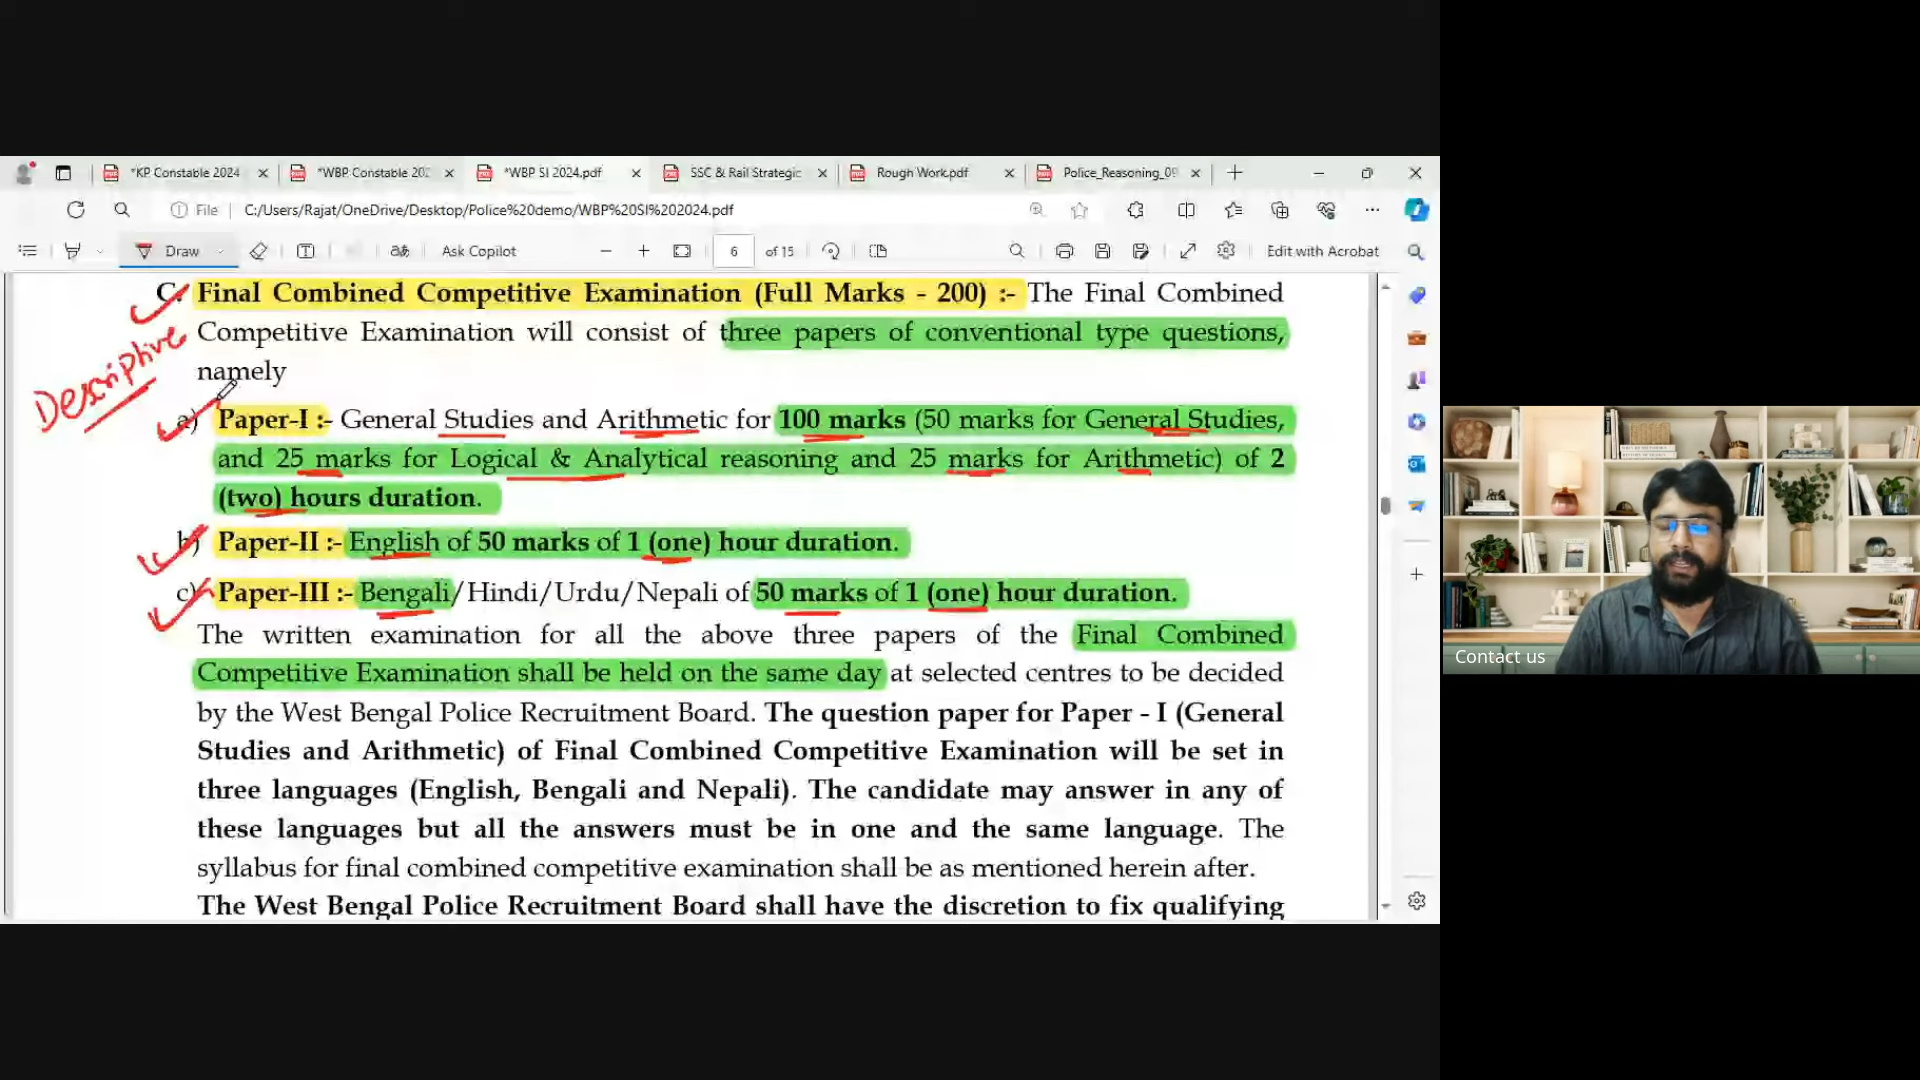 *KP Constable 2024
*WBP Constable 202
*WBP SI 2024.pdf
SSC & Rail Strategic
Rough Work.pdf
Police_Reasoning_09
File
C:/Users/Rajat/OneDrive/Desktop/Police%20demo/WBP%20SI%202024.pdf
Draw
Ask Copilot
6 of 15
Edit with Acrobat
C. Final Combined Competitive Examination (Full Marks - 200) :- The Final Combined
Competitive Examination will consist of three papers of conventional type questions,
namely
Descriptive
a) Paper-I :- General Studies and Arithmetic for 100 marks (50 marks for General Studies,
and 25 marks for Logical & Analytical reasoning and 25 marks for Arithmetic) of 2
(two) hours duration.
b) Paper-II :- English of 50 marks of 1 (one) hour duration.
c) Paper-III :- Bengali/Hindi/Urdu/Nepali of 50 marks of 1 (one) hour duration.
The written examination for all the above three papers of the Final Combined
Competitive Examination shall be held on the same day at selected centres to be decided
by the West Bengal Police Recruitment Board. The question paper for Paper - I (General
Studies and Arithmetic) of Final Combined Competitive Examination will be set in
three languages (English, Bengali and Nepali). The candidate may answer in any of
these languages but all the answers must be in one and the same language. The
syllabus for final combined competitive examination shall be as mentioned herein after.
The West Bengal Police Recruitment Board shall have the discretion to fix qualifying
Contact us